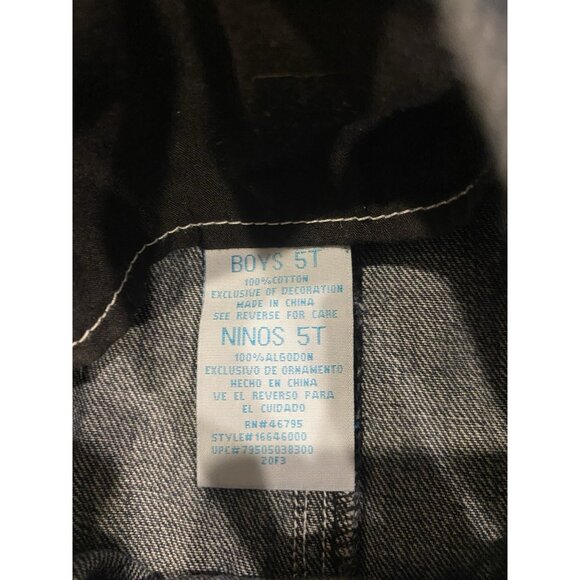 BOYS 5T
100%COTTON
EXCLUSIVE OF DECORATION
MADE IN CHINA
SEE REVERSE FOR CARE
NINOS 5T
100%ALGODON
EXCLUSIVO DE ORNAMENTO
HECHO EN CHINA
VE EL REVERSO PARA
EL CUIDADO
RN#46795
STYLE#16646000
UPC#79505038300
2OF3